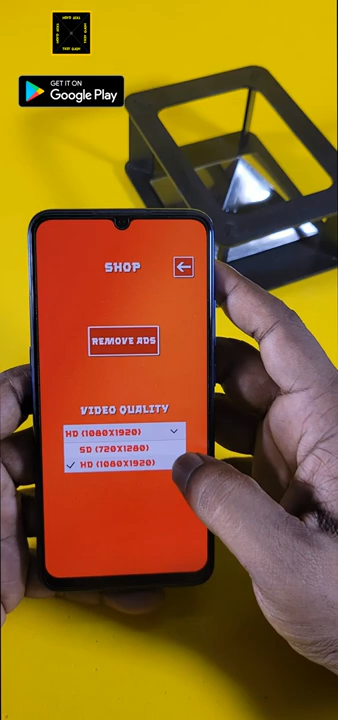 GET IT ON
Google Play
SHOP
REMOVE ADS
VIDEO QUALITY
HD (1080X1920)
SD (720X1280)
HD (1080X1920)